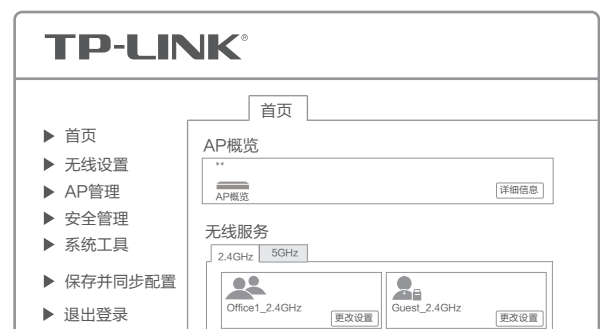 TP-LINK®
首页
首页
无线设置
AP管理
安全管理
系统工具
保存并同步配置
退出登录
AP概览
AP概览
详细信息
无线服务
2.4GHz 5GHz
Office1_2.4GHz 更改设置
Guest_2.4GHz 更改设置